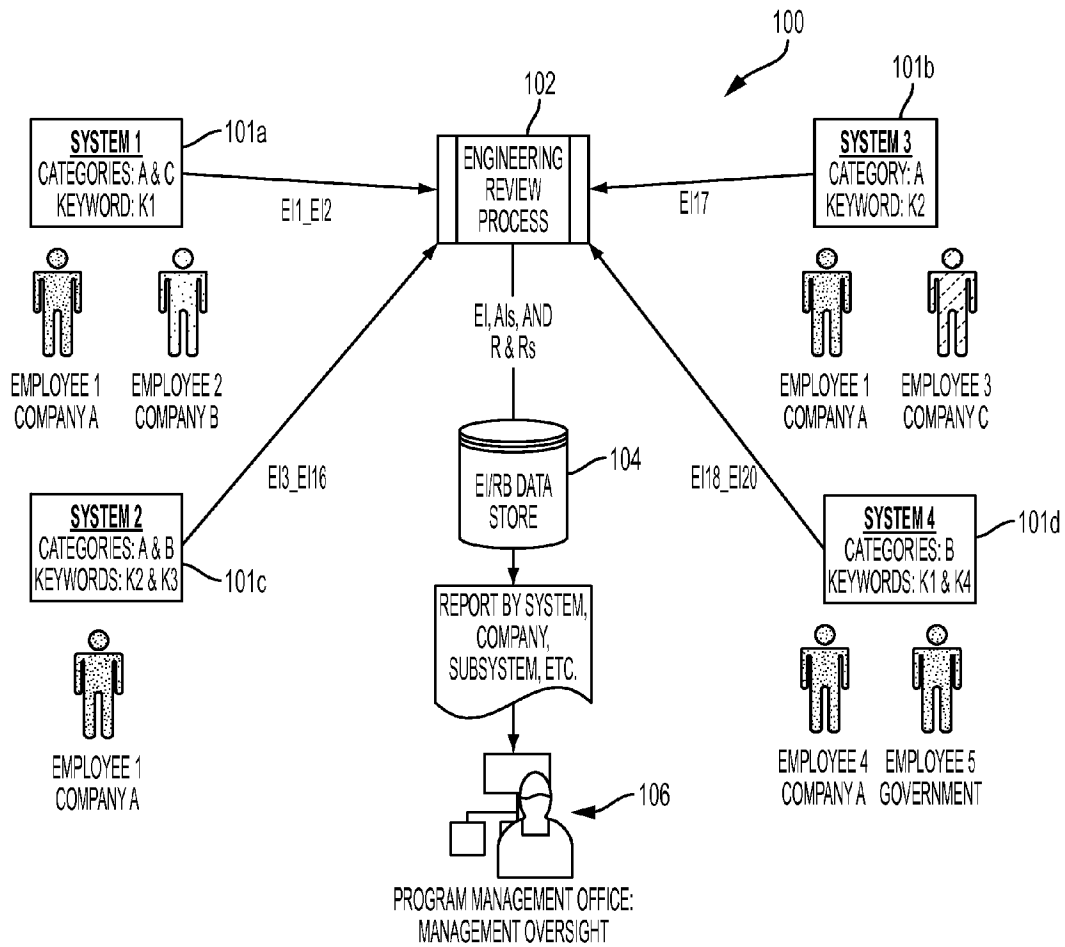 100
101a
SYSTEM 1
CATEGORIES: A & C
KEYWORD: K1
EI1_EI2
EMPLOYEE 1
COMPANY A
EMPLOYEE 2
COMPANY B
102
ENGINEERING
REVIEW
PROCESS
101b
SYSTEM 3
CATEGORY: A
KEYWORD: K2
EI17
EMPLOYEE 1
COMPANY A
EMPLOYEE 3
COMPANY C
EI, AIs, AND
R & Rs
SYSTEM 2
CATEGORIES: A & B
KEYWORDS: K2 & K3
101c
EI3_EI16
EMPLOYEE 1
COMPANY A
104
EI/RB DATA
STORE
EI18_EI20
SYSTEM 4
CATEGORIES: B
KEYWORDS: K1 & K4
101d
EMPLOYEE 4
COMPANY A
EMPLOYEE 5
GOVERNMENT
REPORT BY SYSTEM,
COMPANY,
SUBSYSTEM, ETC.
106
PROGRAM MANAGEMENT OFFICE:
MANAGEMENT OVERSIGHT